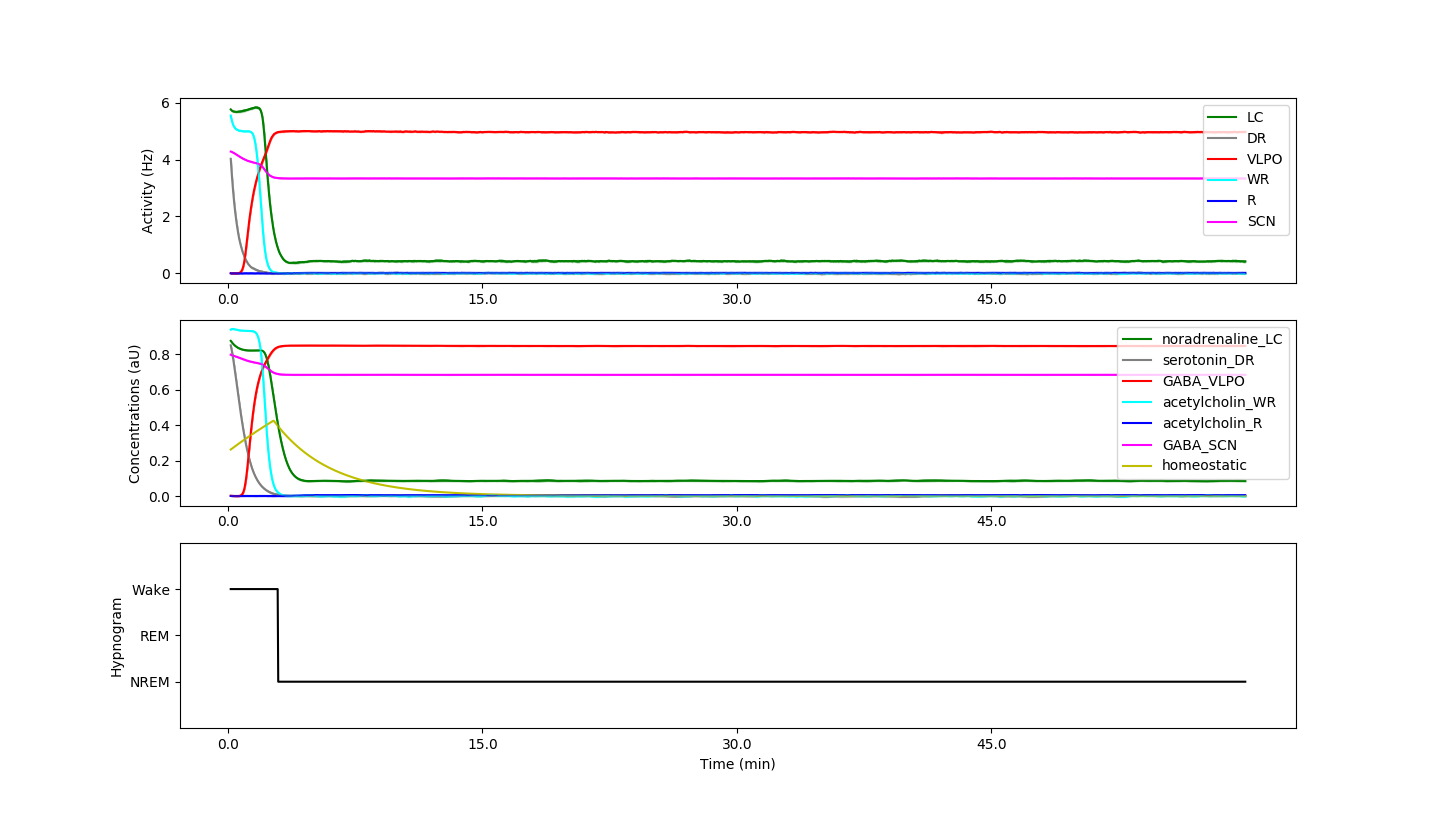 6
4
2
0
Activity (Hz)
LC
DR
VLPO
WR
R
SCN
0.0 15.0 30.0 45.0
0.8
0.6
0.4
0.2
0.0
Concentrations (aU)
noradrenaline_LC
serotonin_DR
GABA_VLPO
acetylcholin_WR
acetylcholin_R
GABA_SCN
homeostatic
0.0 15.0 30.0 45.0
Wake
REM
NREM
Hypnogram
0.0 15.0 30.0 45.0
Time (min)